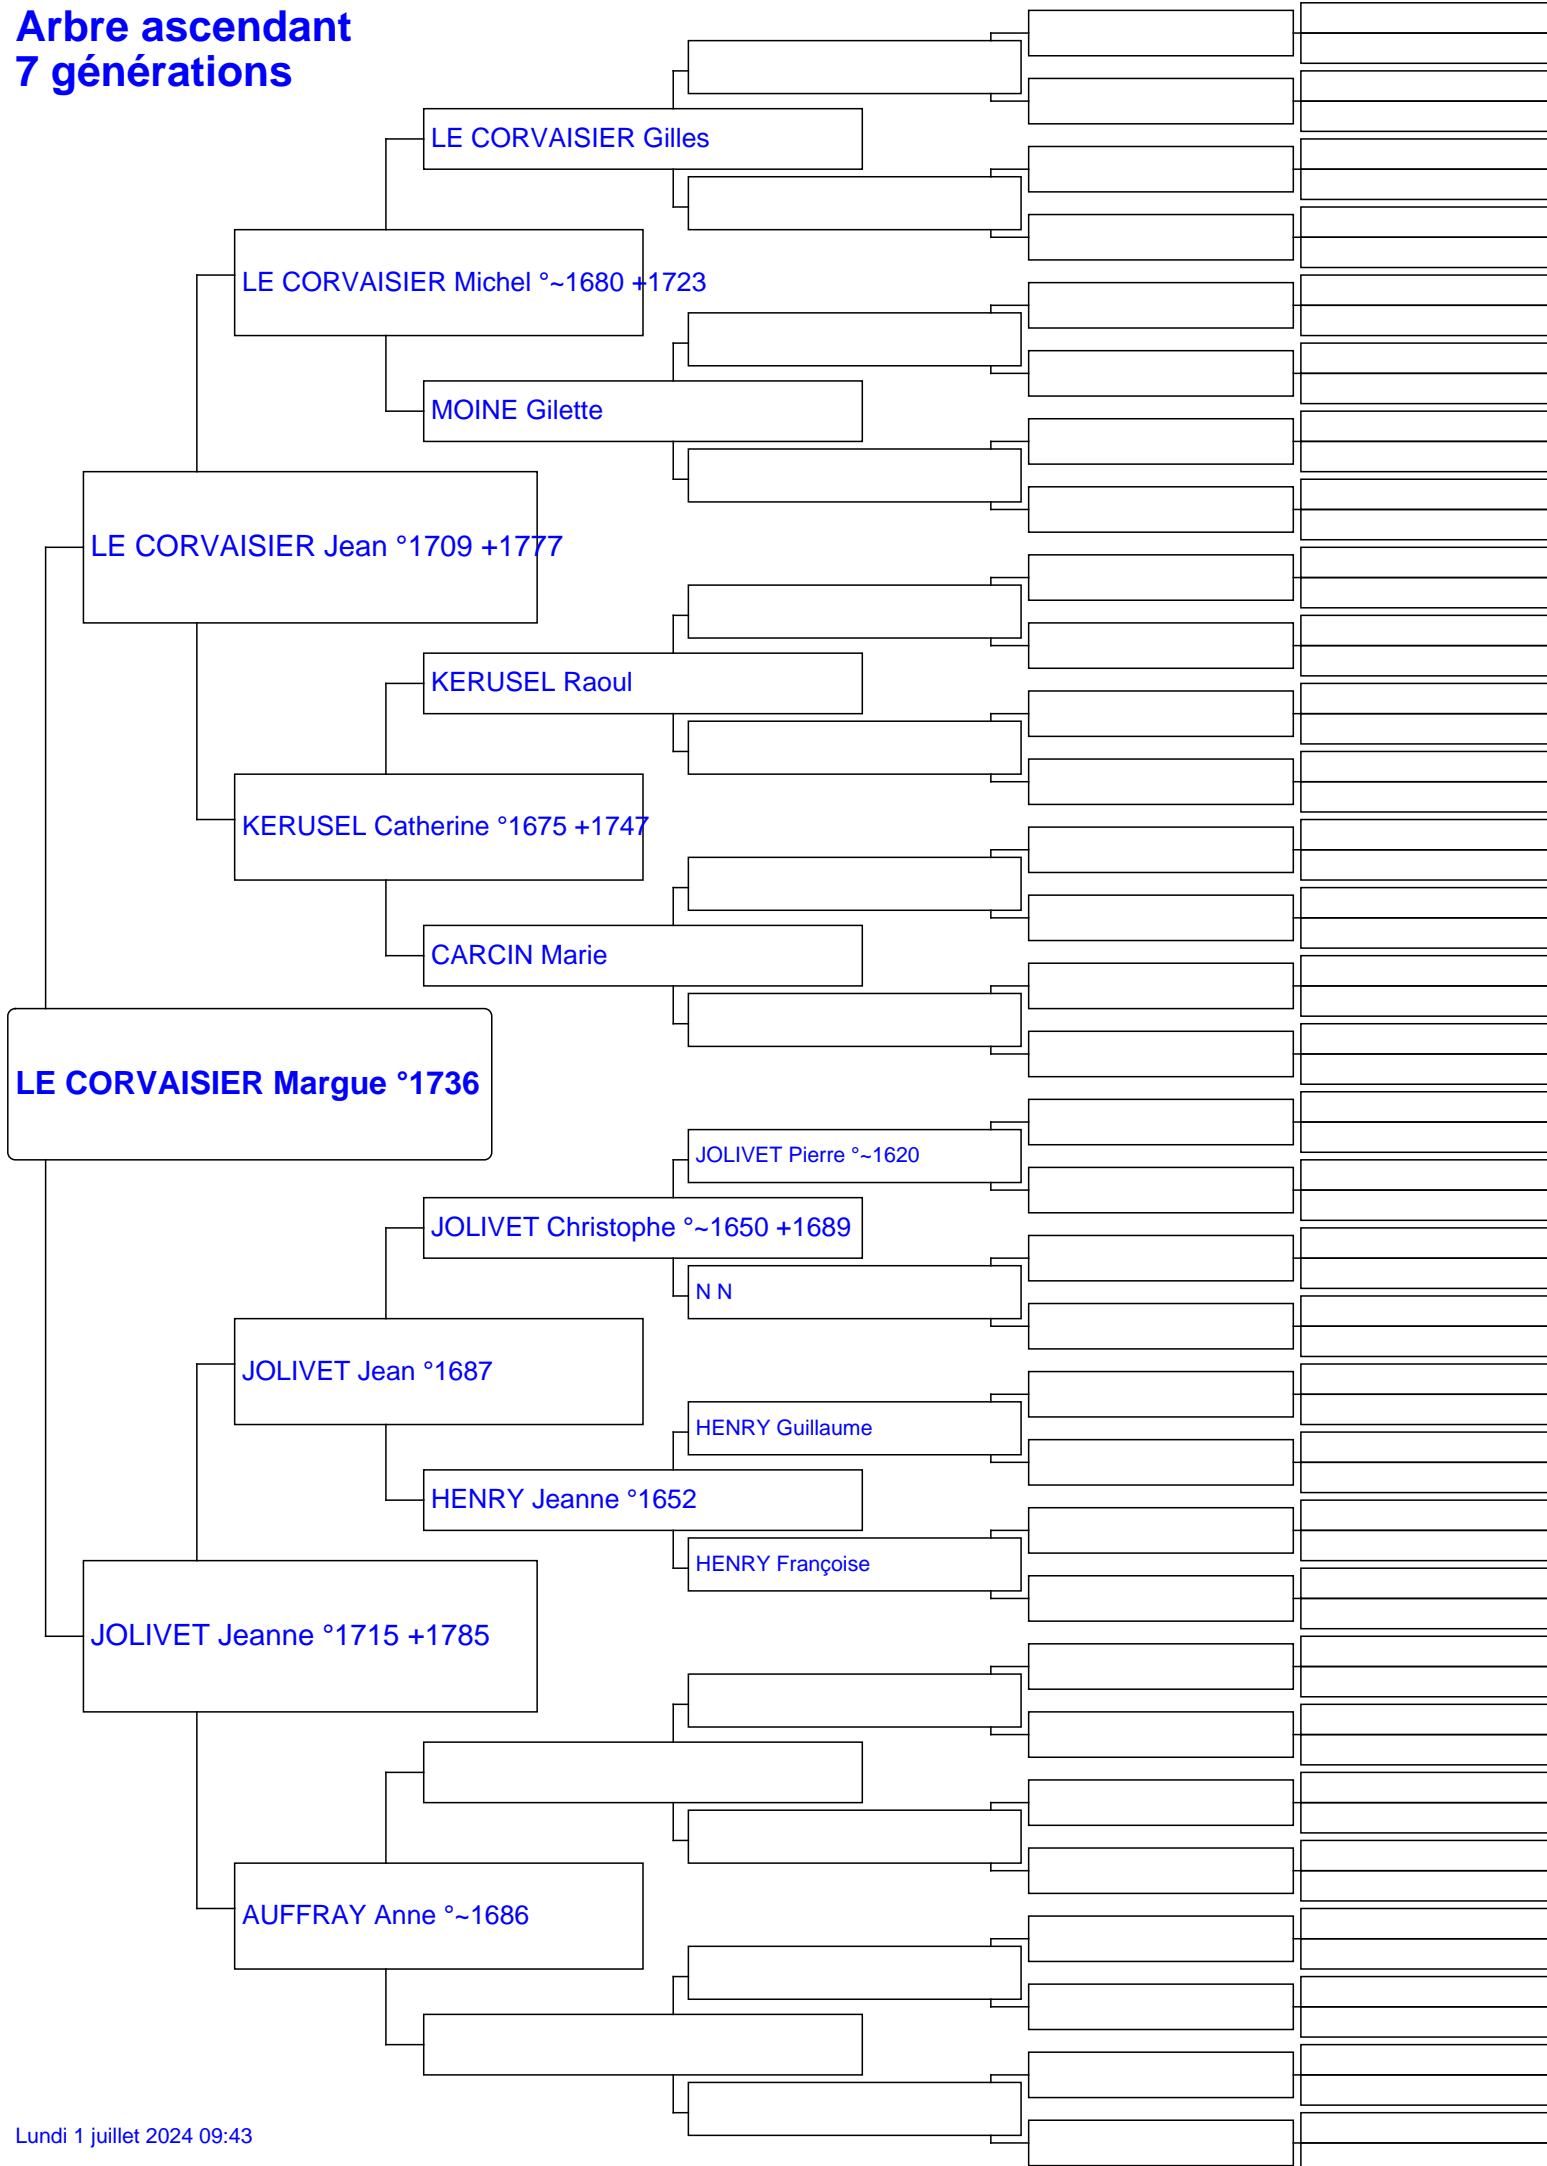 Arbre ascendant
7 générations
LE CORVAISIER Gilles
LE CORVAISIER Michel °~1680 +1723
MOINE Gilette
LE CORVAISIER Jean °1709 +1777
KERUSEL Raoul
KERUSEL Catherine °1675 +1747
CARCIN Marie
LE CORVAISIER Margue °1736
JOLIVET Pierre °~1620
JOLIVET Christophe °~1650 +1689
N N
JOLIVET Jean °1687
HENRY Guillaume
HENRY Jeanne °1652
HENRY Françoise
JOLIVET Jeanne °1715 +1785
AUFFRAY Anne °~1686
Lundi 1 juillet 2024 09:43